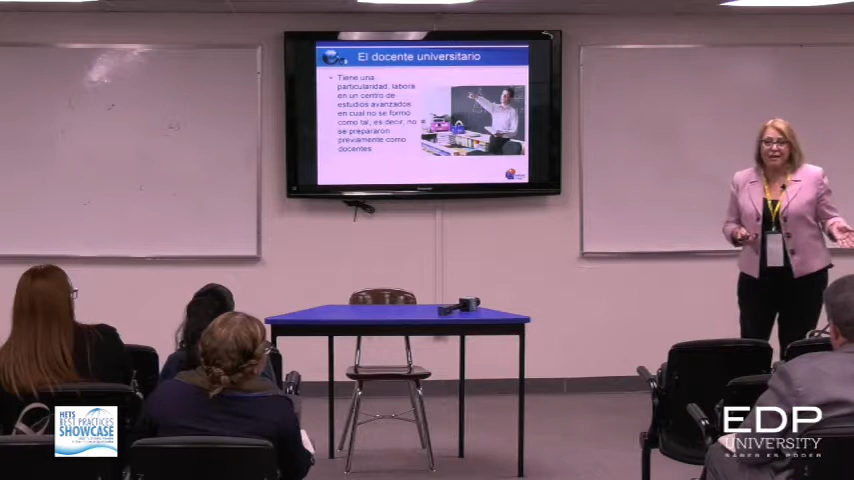 El docente universitario
• Tiene una
particularidad, labora
en un centro de
estudios avanzados
en cual no se formó
como tal, es decir, no
se prepararon
previamente como
docentes
HETS
BEST PRACTICES
SHOWCASE
EDP
UNIVERSITY
SABER ES PODER